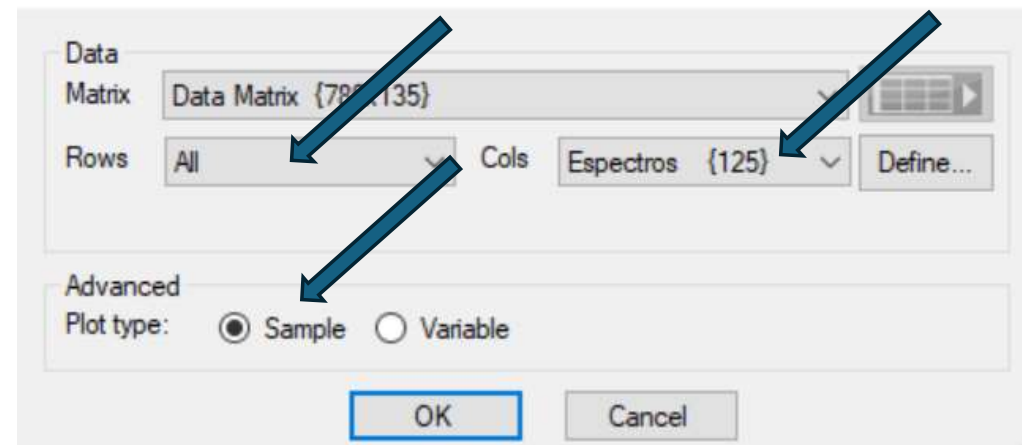 Data
Matrix Data Matrix
Rows All Cols Espectros {125} Define...
Advanced
Plot type: Sample Variable
OK Cancel